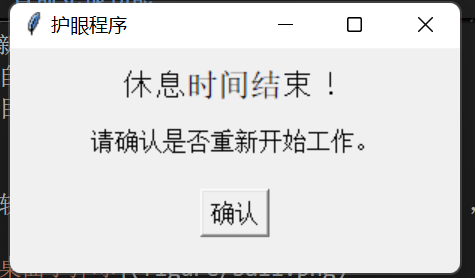 护眼程序
休息时间结束！
请确认是否重新开始工作。
确认